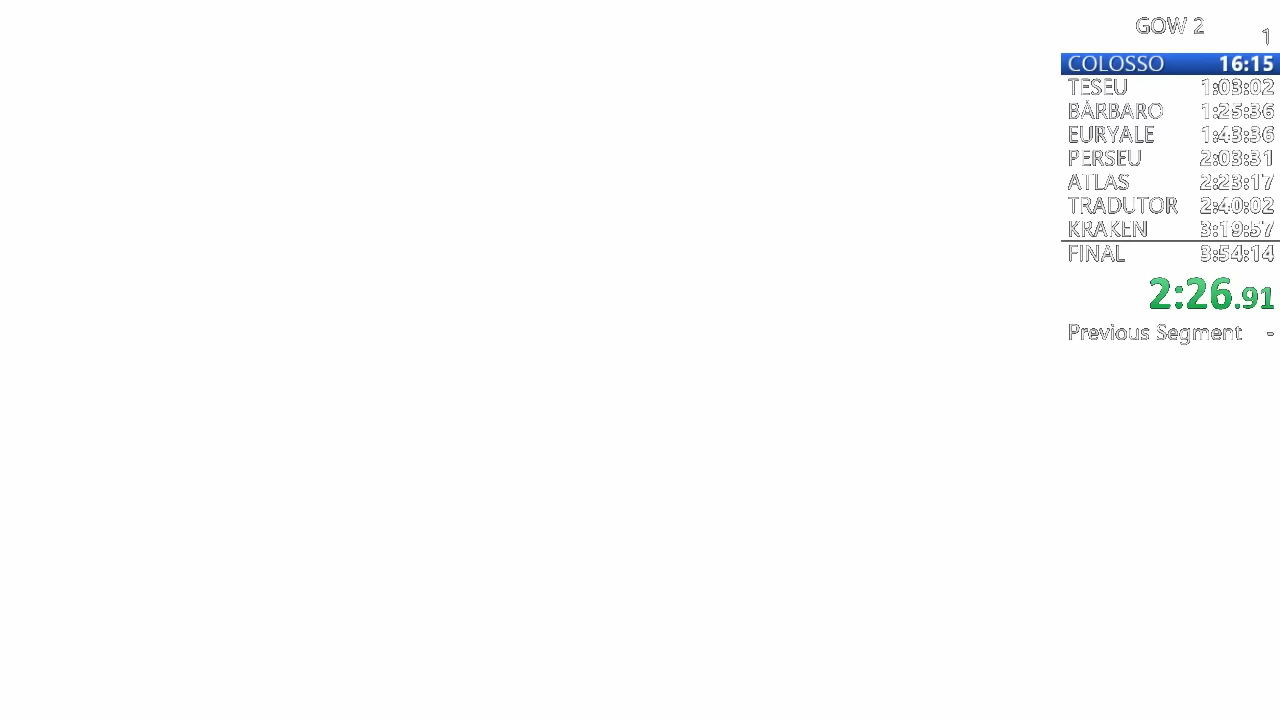 GOW 2
1
COLOSSO 16:15
TESEU 1:03:02
BÁRBARO 1:25:36
EURYALE 1:43:36
PERSEU 2:03:31
ATLAS 2:23:17
TRADUTOR 2:40:02
KRAKEN 3:19:57
FINAL 3:54:14
2:26.91
Previous Segment -